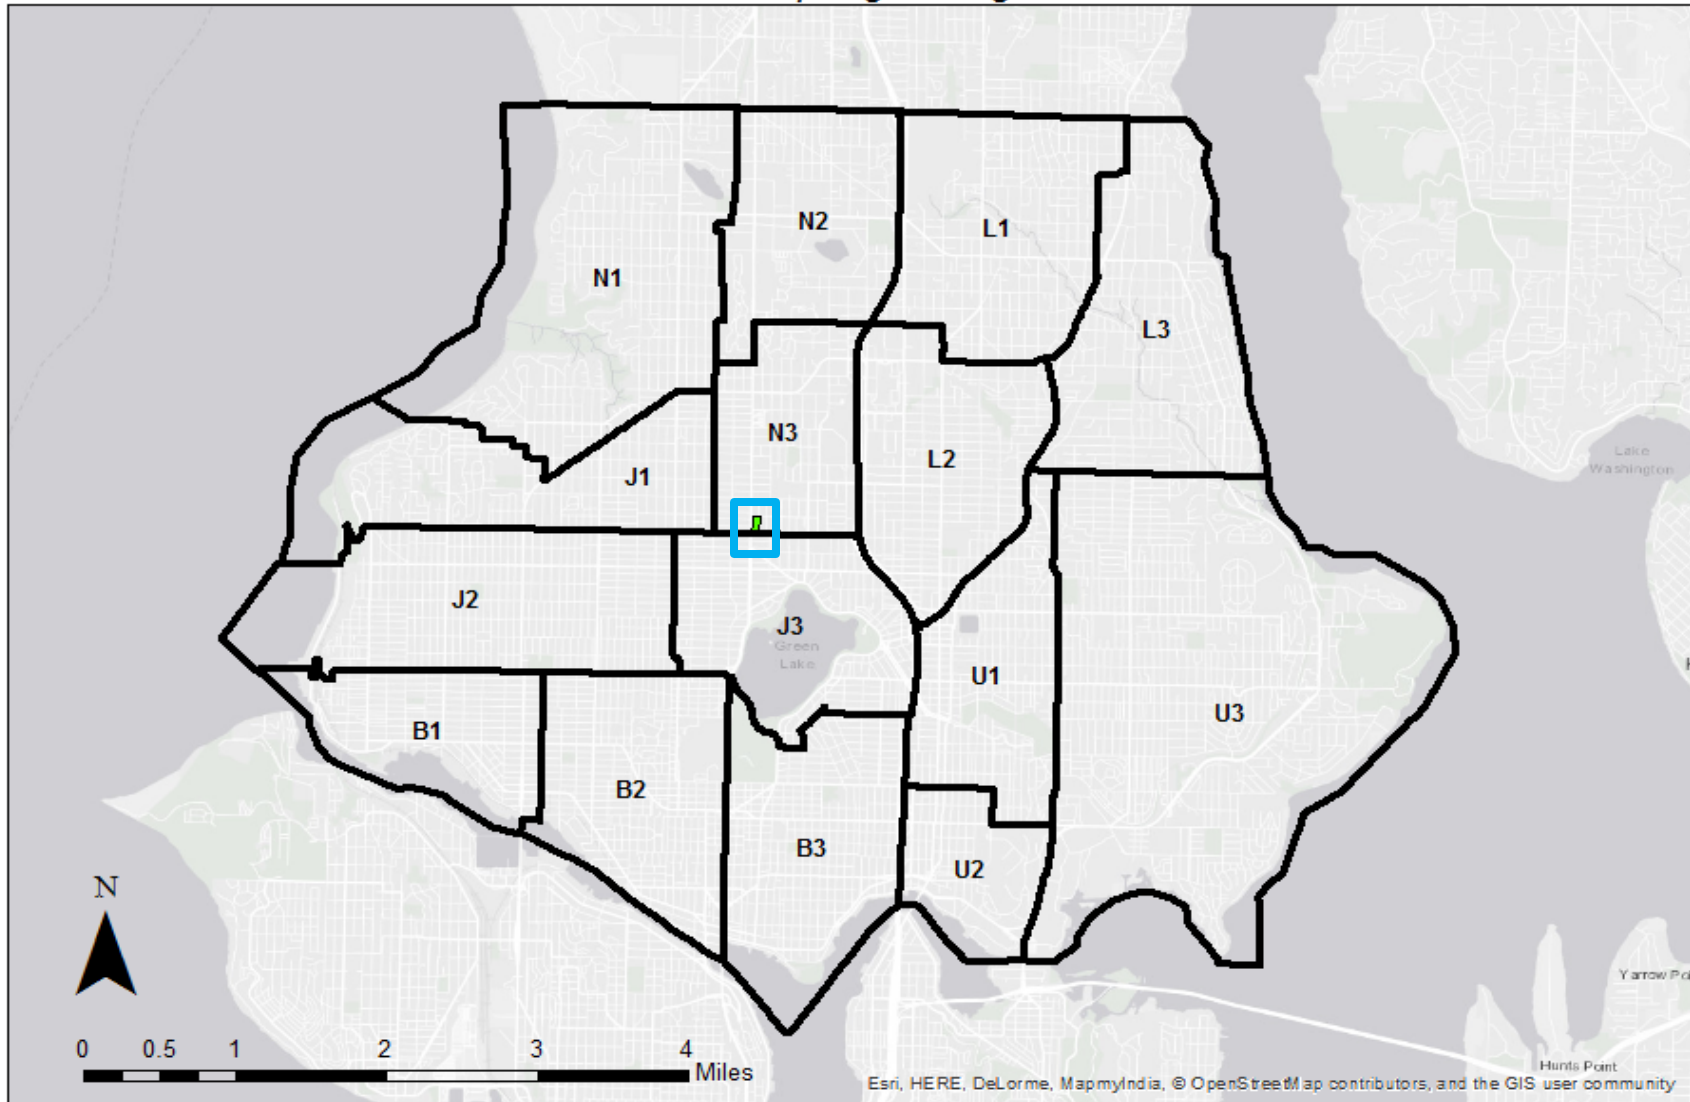 N2
L1
N1
L3
N3
L2
J1
J2
J3
Green
Lake
U1
U3
B1
B2
B3
U2
Lake
Washington
N
0 0.5 1 2 3 4
Miles
Hunts Point
Esri, HERE, DeLorme, MapmyIndia, © OpenStreetMap contributors, and the GIS user community